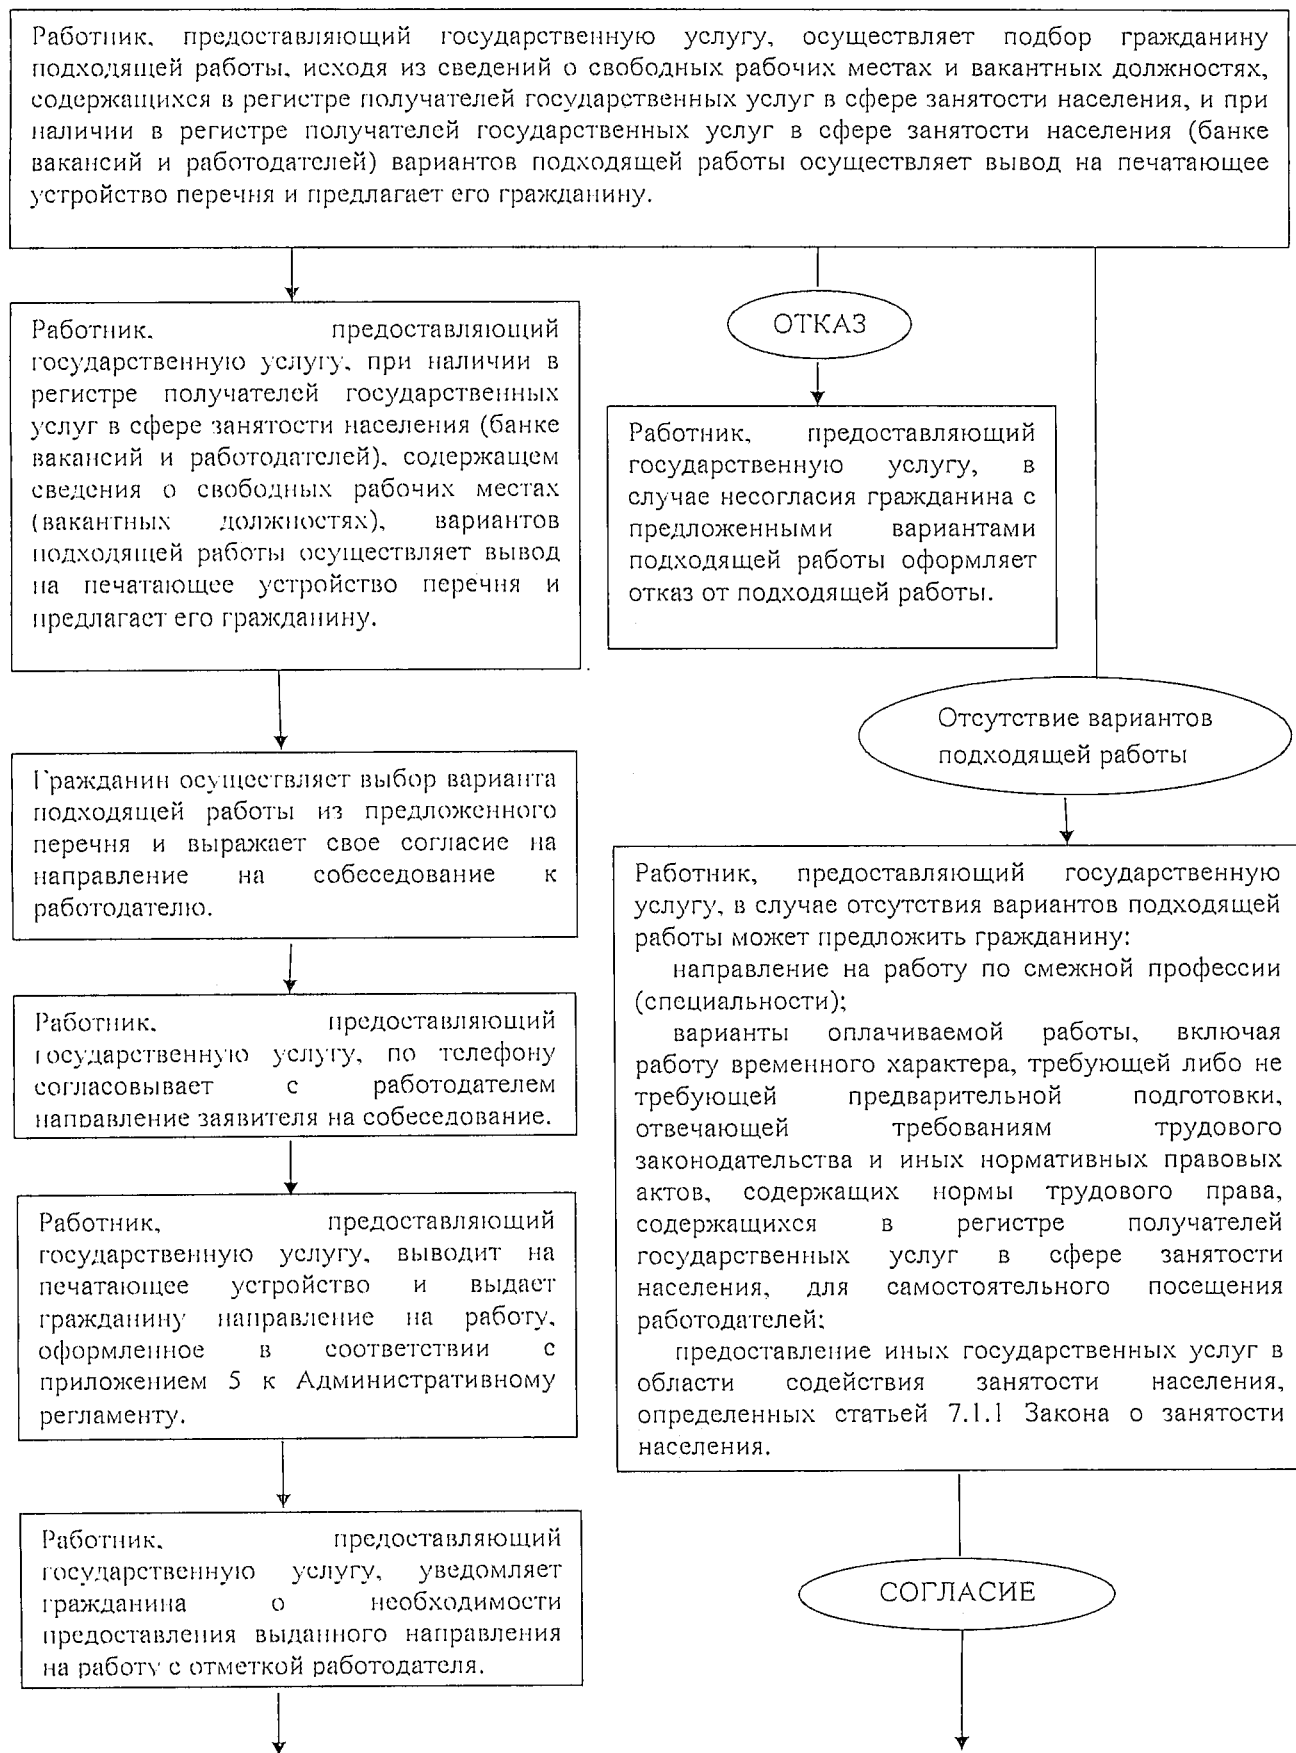 Работник, предоставляющий государственную услугу, осуществляет подбор гражданину
подходящей работы, исходя из сведений о свободных рабочих местах и вакантных должностях,
содержащихся в регистре получателей государственных услуг в сфере занятости населения, и при
наличии в регистре получателей государственных услуг в сфере занятости населения (банке
вакансий и работодателей) вариантов подходящей работы осуществляет вывод на печатающее
устройство перечня и предлагает его гражданину.
Работник, предоставляющий
государственную услугу, при наличии в
регистре получателей государственных
услуг в сфере занятости населения (банке
вакансий и работодателей), содержащем
сведения о свободных рабочих местах
(вакантных должностях), вариантов
подходящей работы осуществляет вывод
на печатающее устройство перечня и
предлагает его гражданину.
Гражданин осуществляет выбор варианта
подходящей работы из предложенного
перечня и выражает свое согласие на
направление на собеседование к
работодателю.
Работник, предоставляющий
государственную услугу, по телефону
согласовывает с работодателем
направление заявителя на собеседование.
Работник, предоставляющий
государственную услугу, выводит на
печатающее устройство и выдает
гражданину направление на работу,
оформленное в соответствии с
приложением 5 к Административному
регламенту.
Работник, предоставляющий
государственную услугу, уведомляет
гражданина о необходимости
предоставления выданного направления
на работу с отметкой работодателя.
ОТКАЗ
Работник, предоставляющий
государственную услугу, в
случае несогласия гражданина с
предложенными вариантами
подходящей работы оформляет
отказ от подходящей работы.
Отсутствие вариантов
подходящей работы
Работник, предоставляющий государственную
услугу, в случае отсутствия вариантов подходящей
работы может предложить гражданину:
направление на работу по смежной профессии
(специальности);
варианты оплачиваемой работы, включая
работу временного характера, требующей либо не
требующей предварительной подготовки,
отвечающей требованиям трудового
законодательства и иных нормативных правовых
актов, содержащих нормы трудового права,
содержащихся в регистре получателей
государственных услуг в сфере занятости
населения, для самостоятельного посещения
работодателей;
предоставление иных государственных услуг в
области содействия занятости населения,
определенных статьей 7.1.1 Закона о занятости
населения.
СОГЛАСИЕ